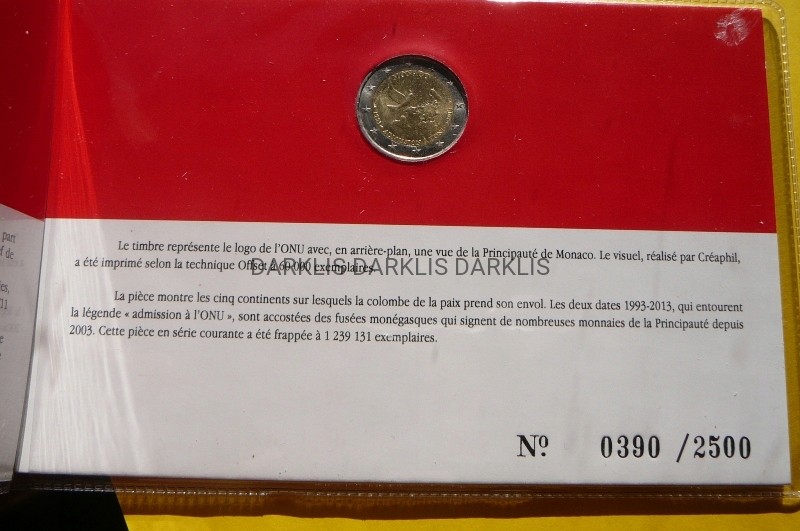 MONACO
part
Le timbre représente le logo de l'ONU avec, en arrière-plan, une vue de la Principauté de Monaco. Le visuel, réalisé par Créaphil,
a été imprimé selon la technique Offset à 60 000 exemplaires.
DARKLIS DARKLIS DARKLIS
La pièce montre les cinq continents sur lesquels la colombe de la paix prend son envol. Les deux dates 1993-2013, qui entourent
la légende « admission à l'ONU », sont accostées des fusées monégasques qui signent de nombreuses monnaies de la Principauté depuis
2003. Cette pièce en série courante a été frappée à 1 239 131 exemplaires.
Nº 0390 /2500